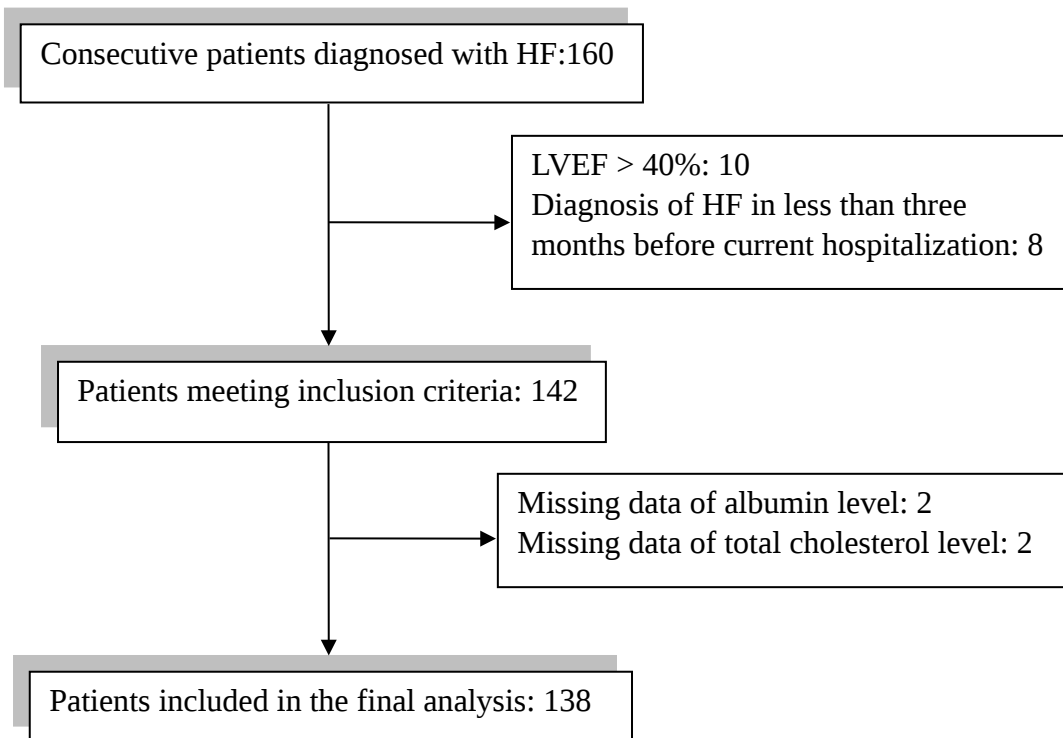 Consecutive patients diagnosed with HF:160
LVEF > 40%: 10
Diagnosis of HF in less than three
months before current hospitalization: 8
Patients meeting inclusion criteria: 142
Missing data of albumin level: 2
Missing data of total cholesterol level: 2
Patients included in the final analysis: 138